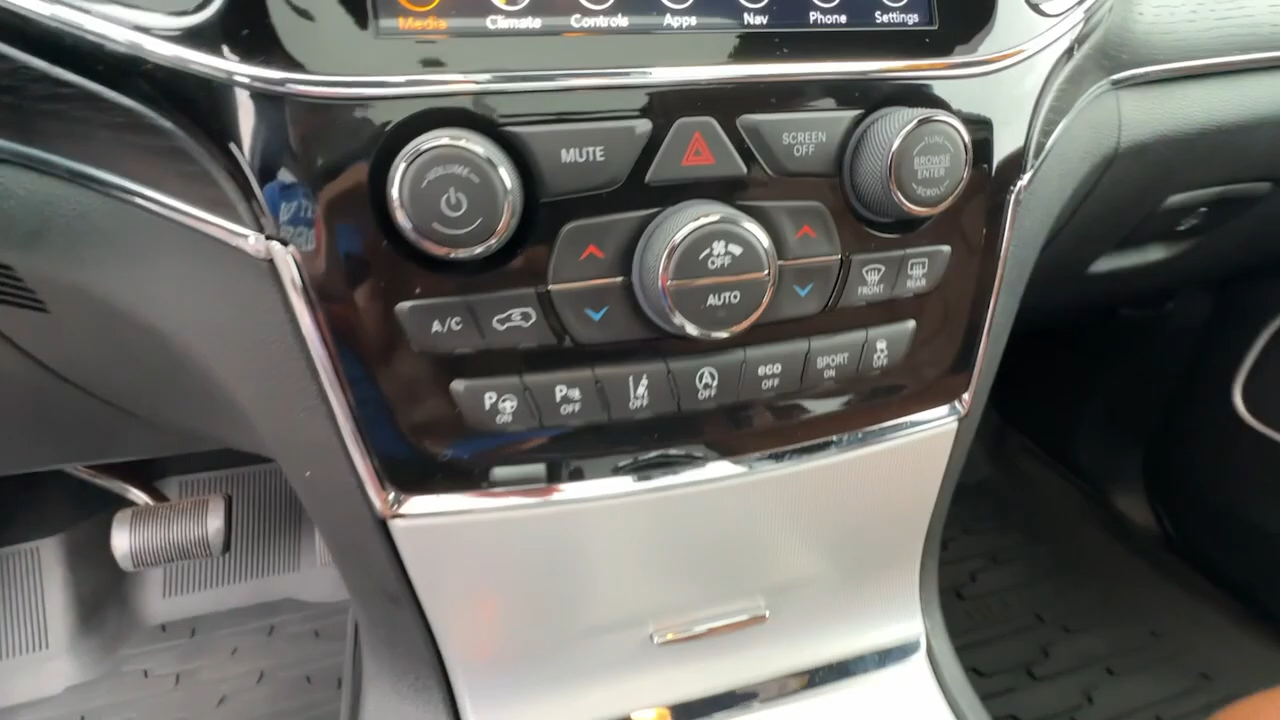 Media Climate Controls Apps Nav Phone Settings
VOLUME
MUTE
SCREEN
OFF
TUNE
BROWSE
ENTER
SCROLL
OFF
AUTO
A/C
FRONT
REAR
P
ON
P
OFF
OFF
A
OFF
eco
OFF
SPORT
ON
OFF